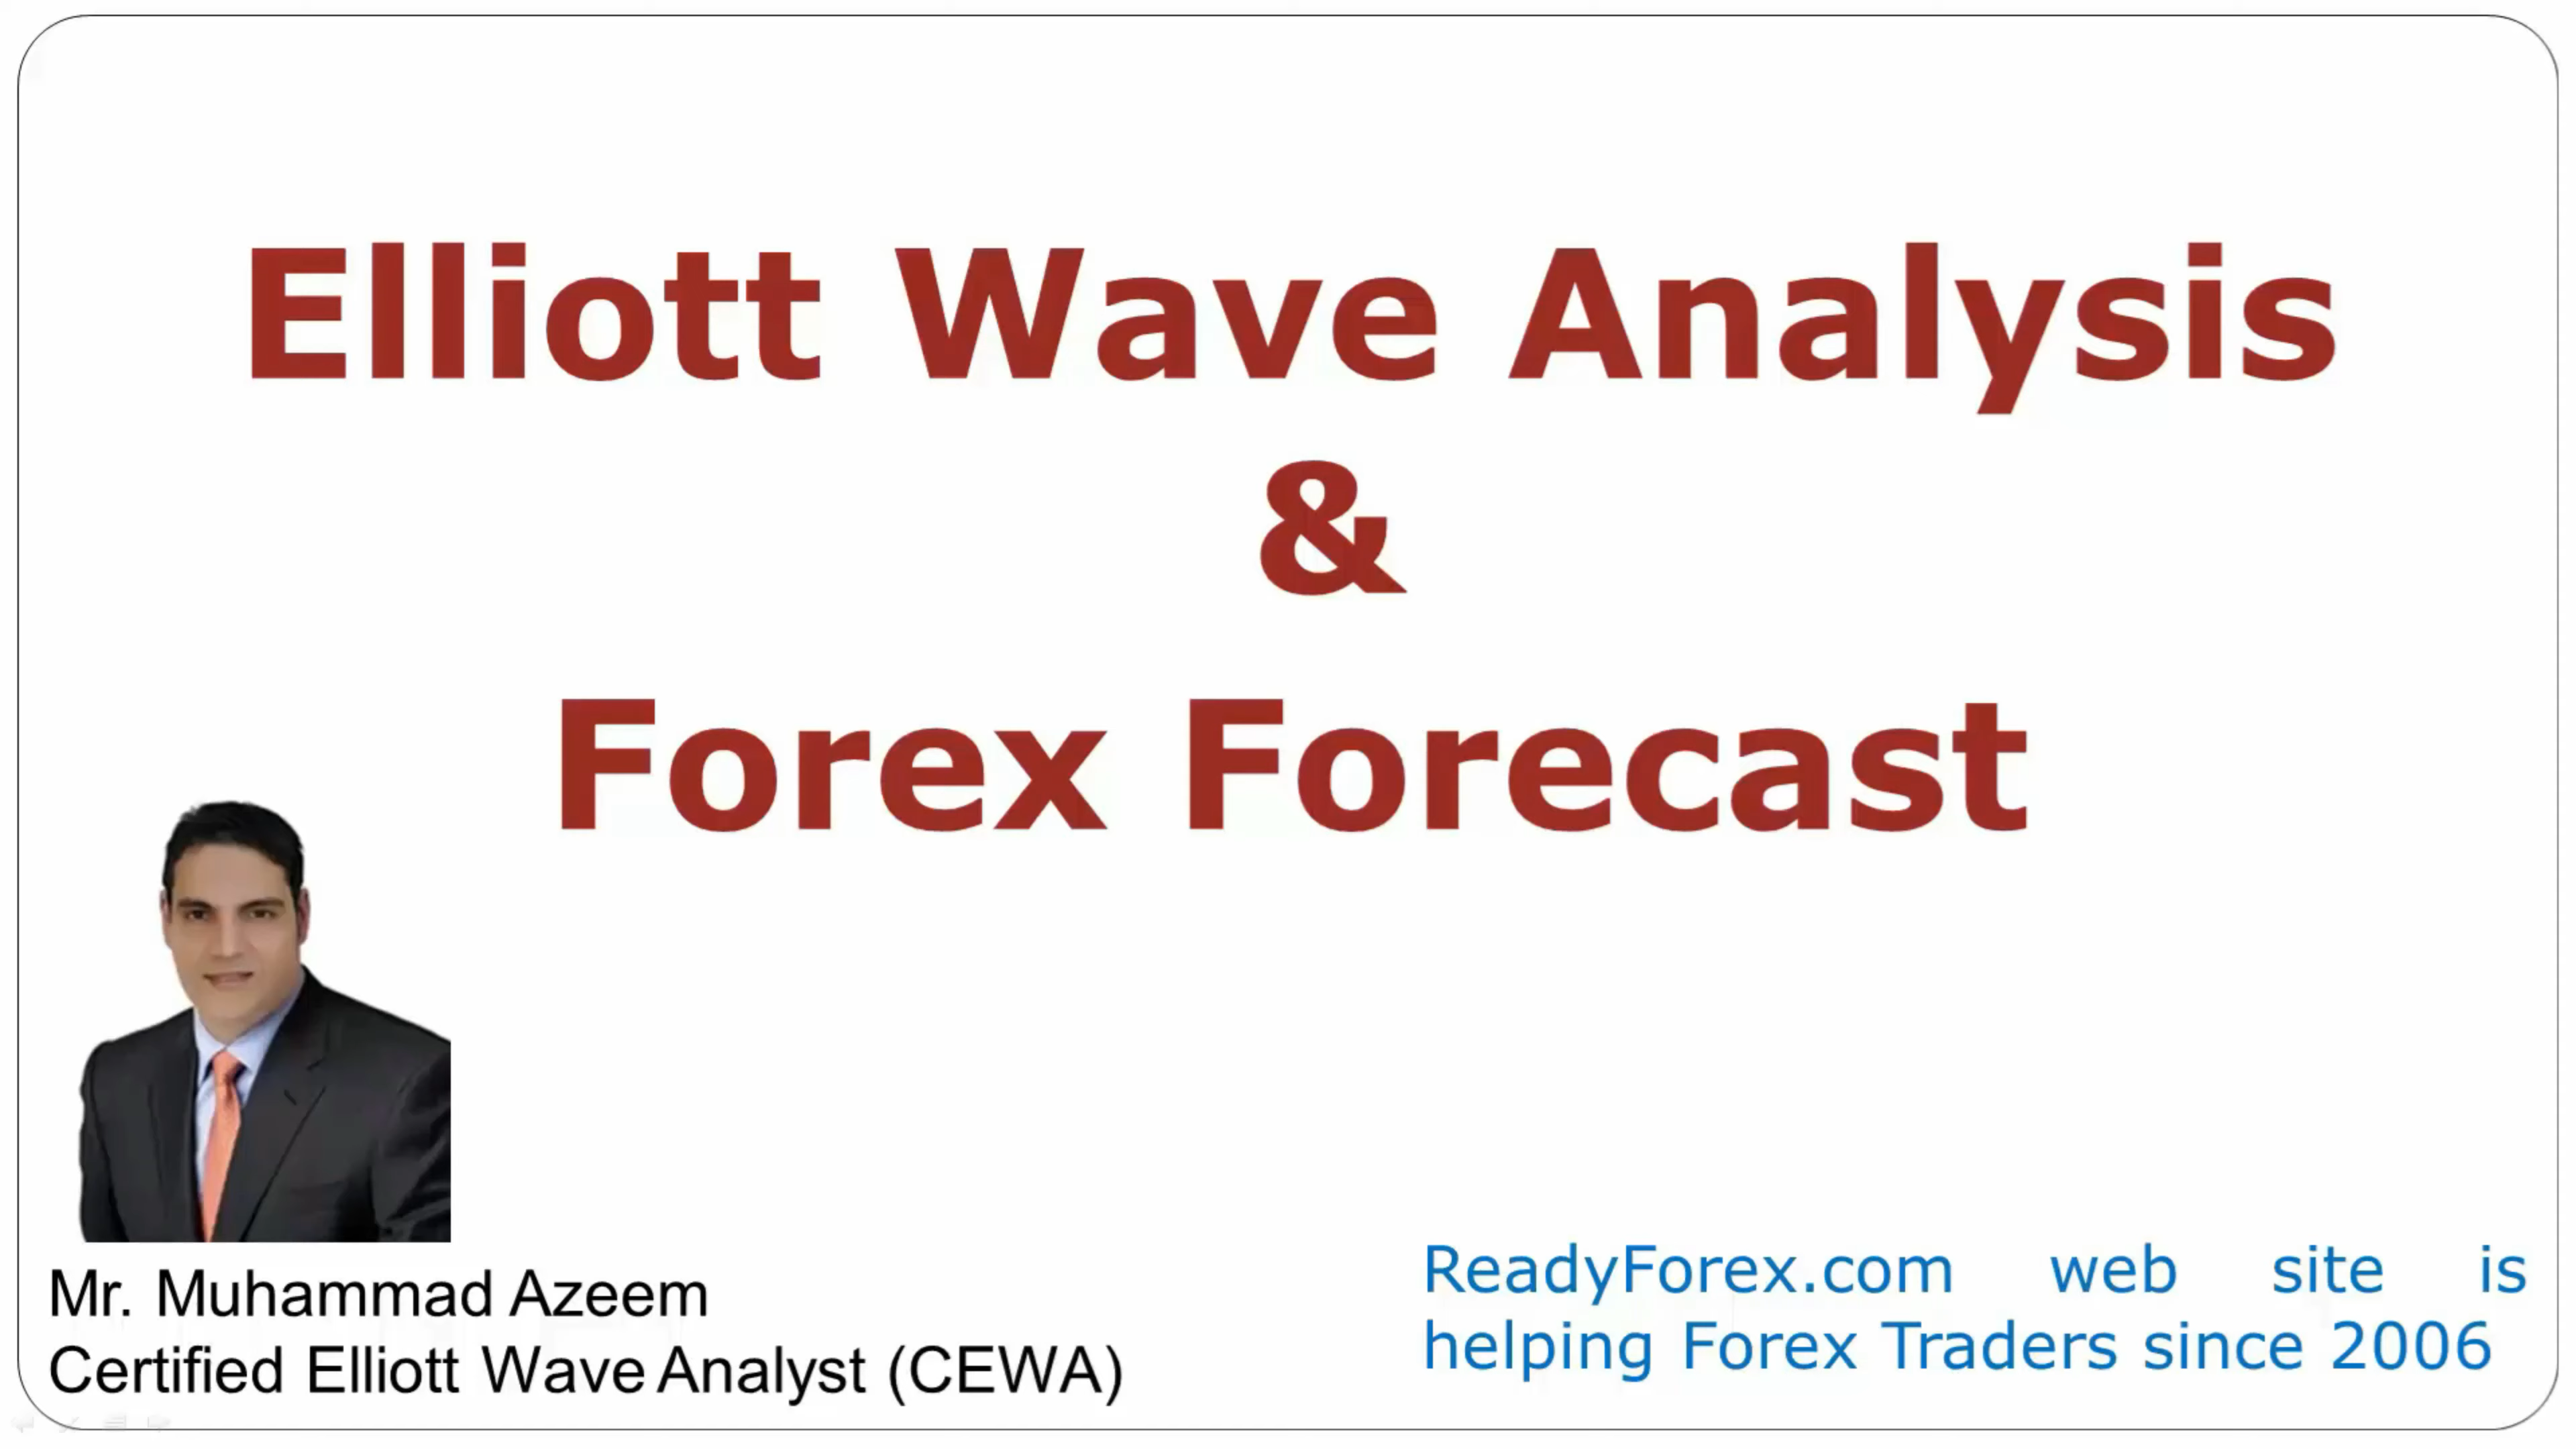 Elliott Wave Analysis
&
Forex Forecast
Mr. Muhammad Azeem
Certified Elliott Wave Analyst (CEWA)
ReadyForex.com web site is
helping Forex Traders since 2006